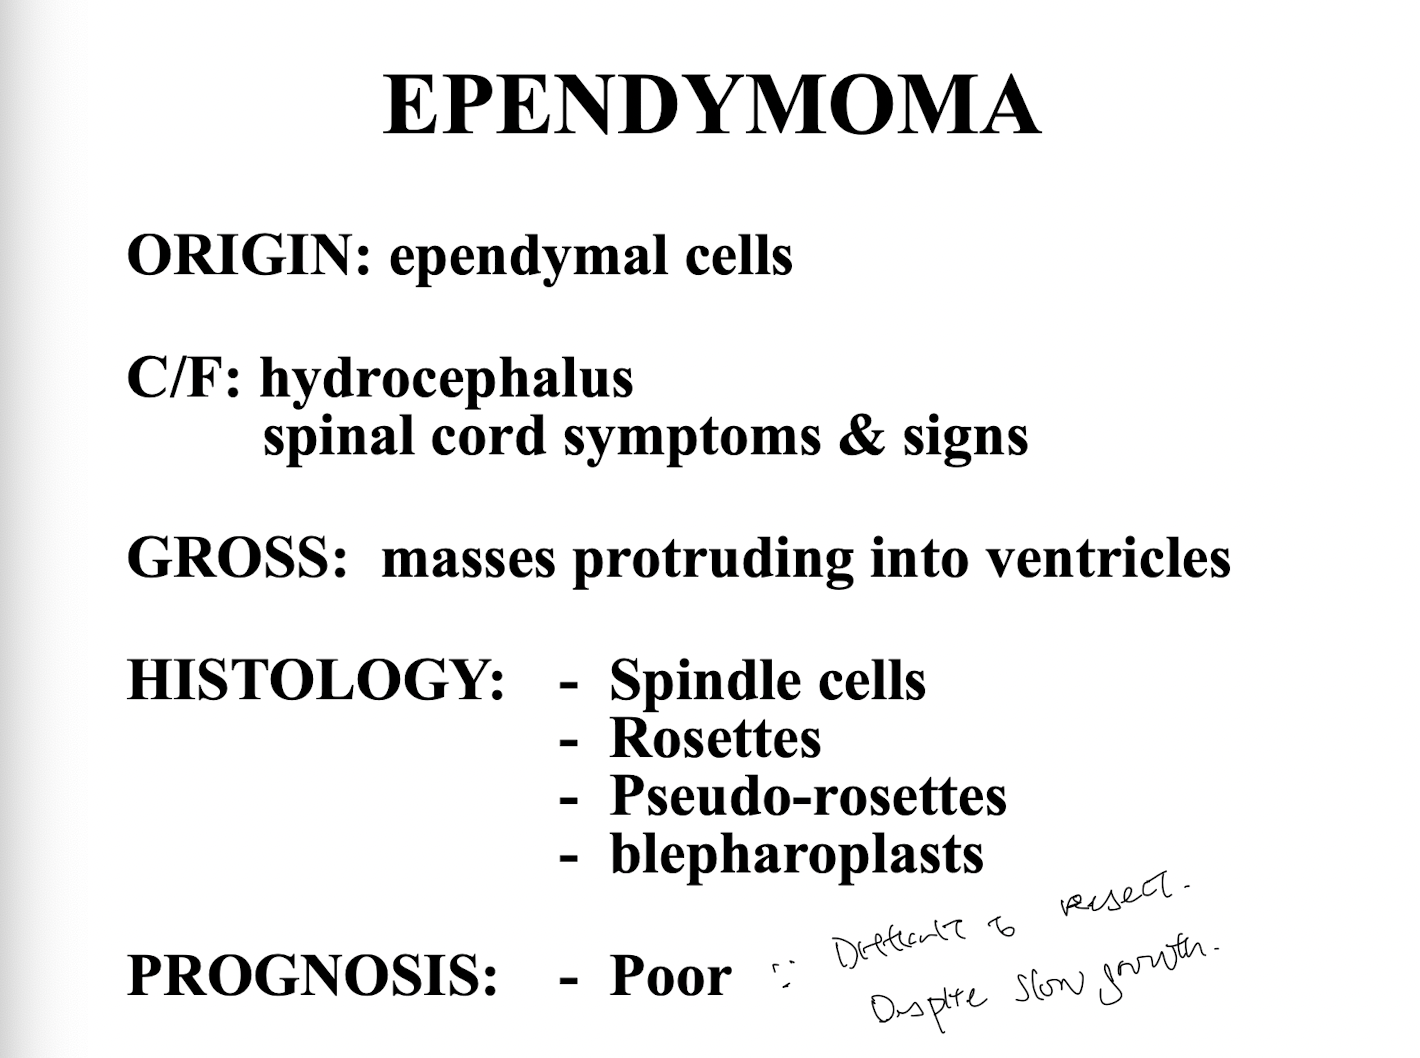 EPENDYMOMA
ORIGIN: ependymal cells
C/F: hydrocephalus
spinal cord symptoms & signs
GROSS: masses protruding into ventricles
HISTOLOGY: - Spindle cells
- Rosettes
- Pseudo-rosettes
- blepharoplasts
PROGNOSIS: - Poor ∵ Difficult to resect.
Despite slow growth.